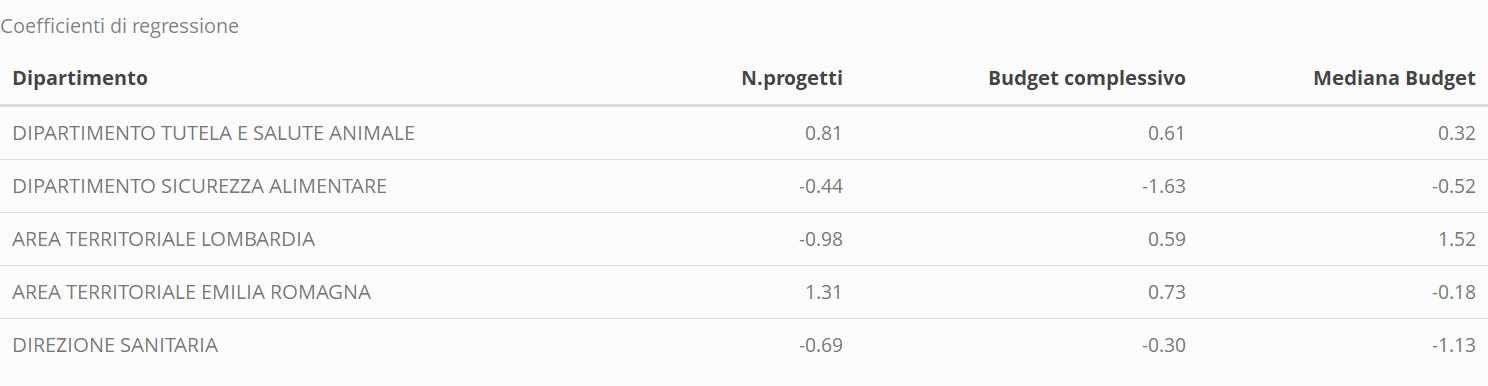 Coefficienti di regressione
Dipartimento N.progetti Budget complessivo Mediana Budget
DIPARTIMENTO TUTELA E SALUTE ANIMALE 0.81 0.61 0.32
DIPARTIMENTO SICUREZZA ALIMENTARE -0.44 -1.63 -0.52
AREA TERRITORIALE LOMBARDIA -0.98 0.59 1.52
AREA TERRITORIALE EMILIA ROMAGNA 1.31 0.73 -0.18
DIREZIONE SANITARIA -0.69 -0.30 -1.13